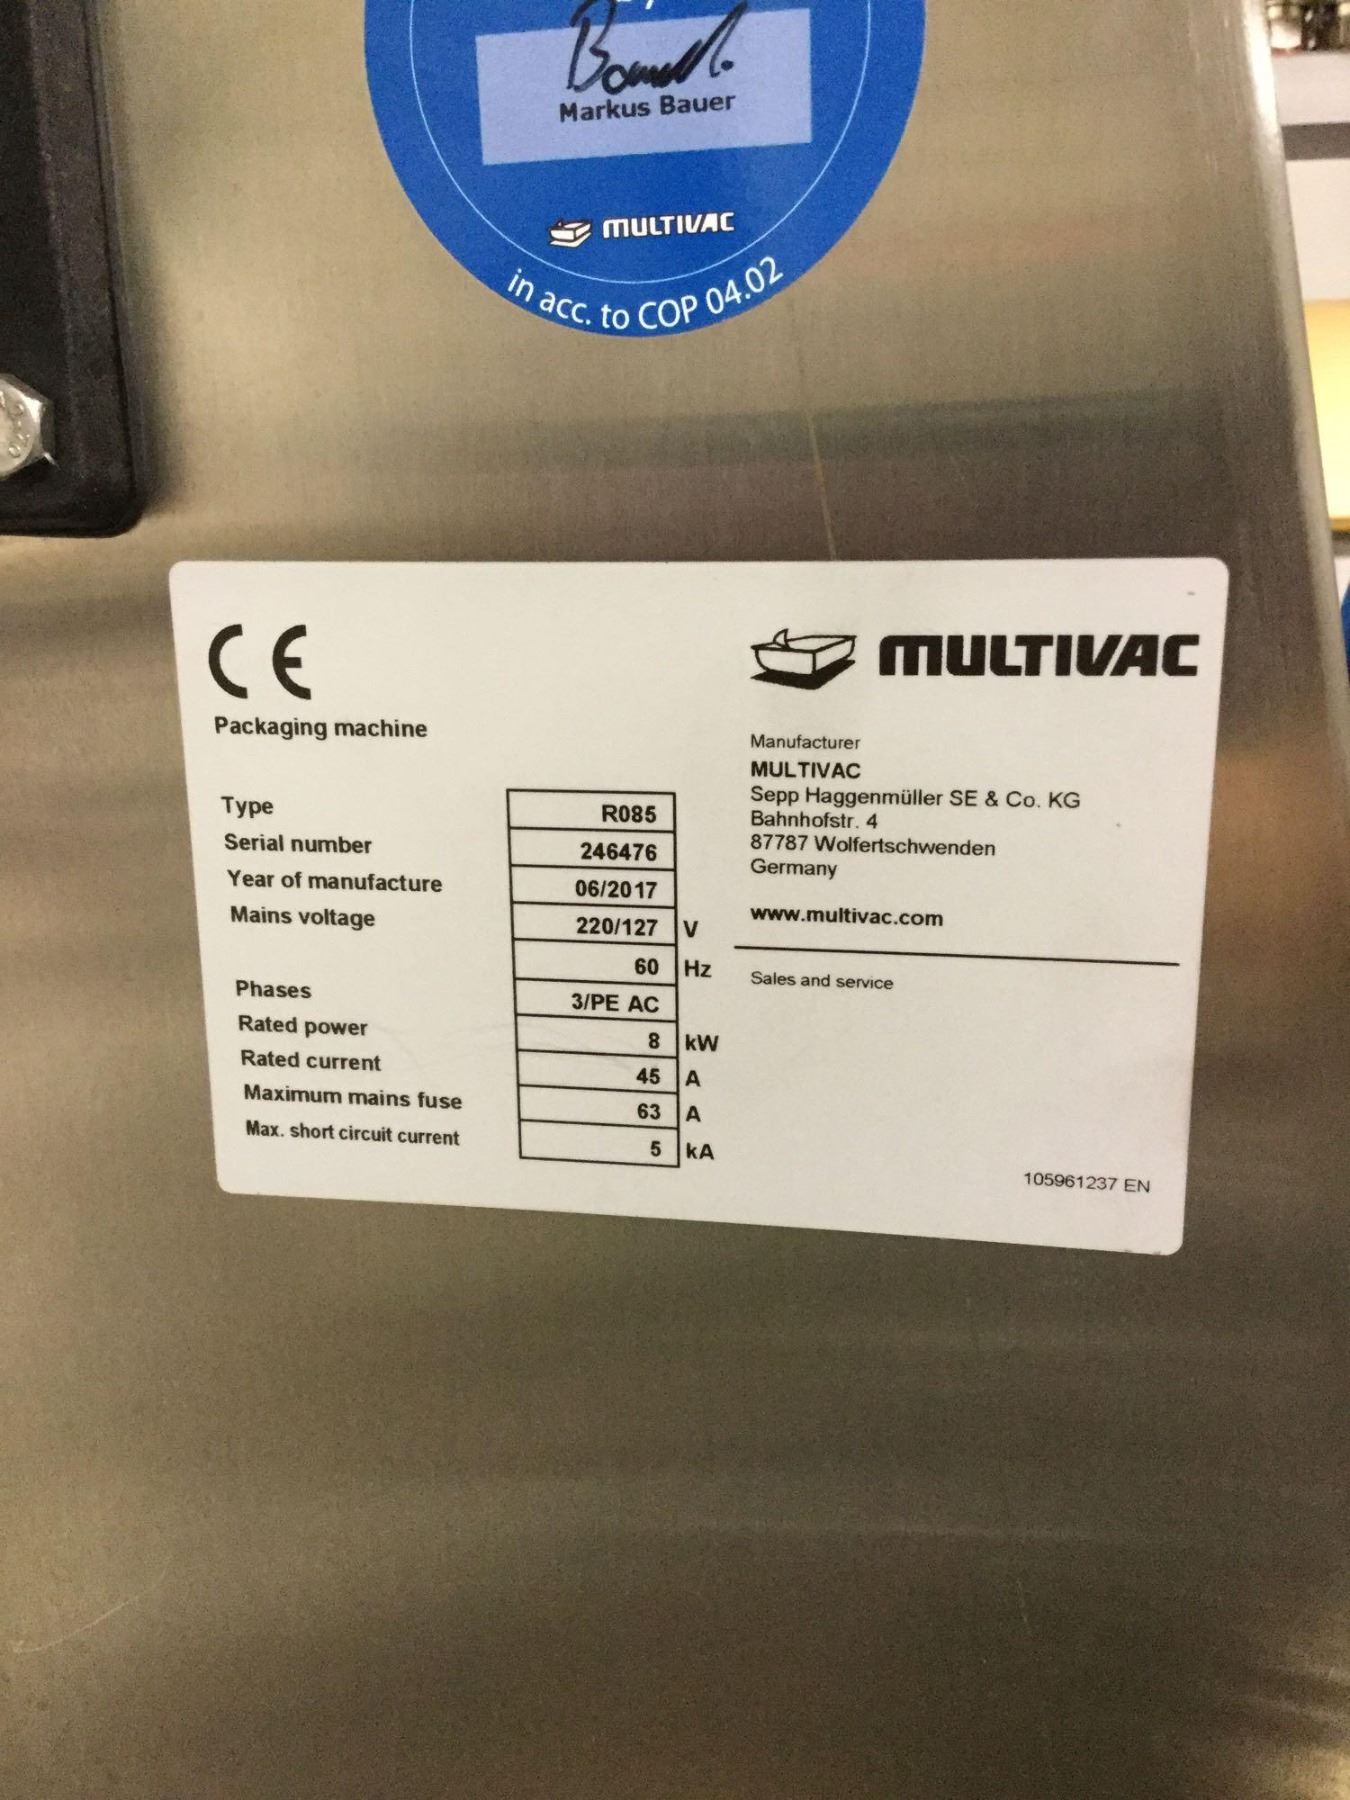 Markus Bauer
MULTIVAC
in acc. to COP 04.02
CE
MULTIVAC
Packaging machine
Type R085
Serial number 246476
Year of manufacture 06/2017
Mains voltage 220/127 V
60 Hz
Phases 3/PE AC
Rated power 8 kW
Rated current 45 A
Maximum mains fuse 63 A
Max. short circuit current 5 kA
Manufacturer
MULTIVAC
Sepp Haggenmüller SE & Co. KG
Bahnhofstr. 4
87787 Wolfertschwenden
Germany
www.multivac.com
Sales and service
105961237 EN